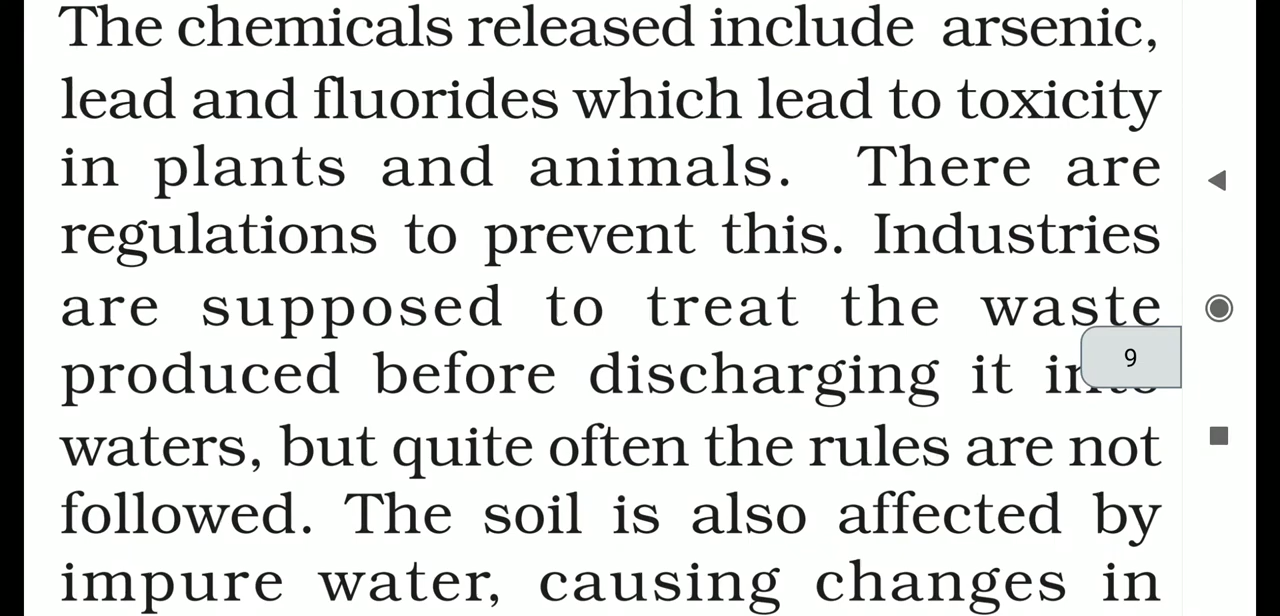 The chemicals released include arsenic,
lead and fluorides which lead to toxicity
in plants and animals. There are
regulations to prevent this. Industries
are supposed to treat the waste
produced before discharging it into
9
waters, but quite often the rules are not
followed. The soil is also affected by
impure water, causing changes in